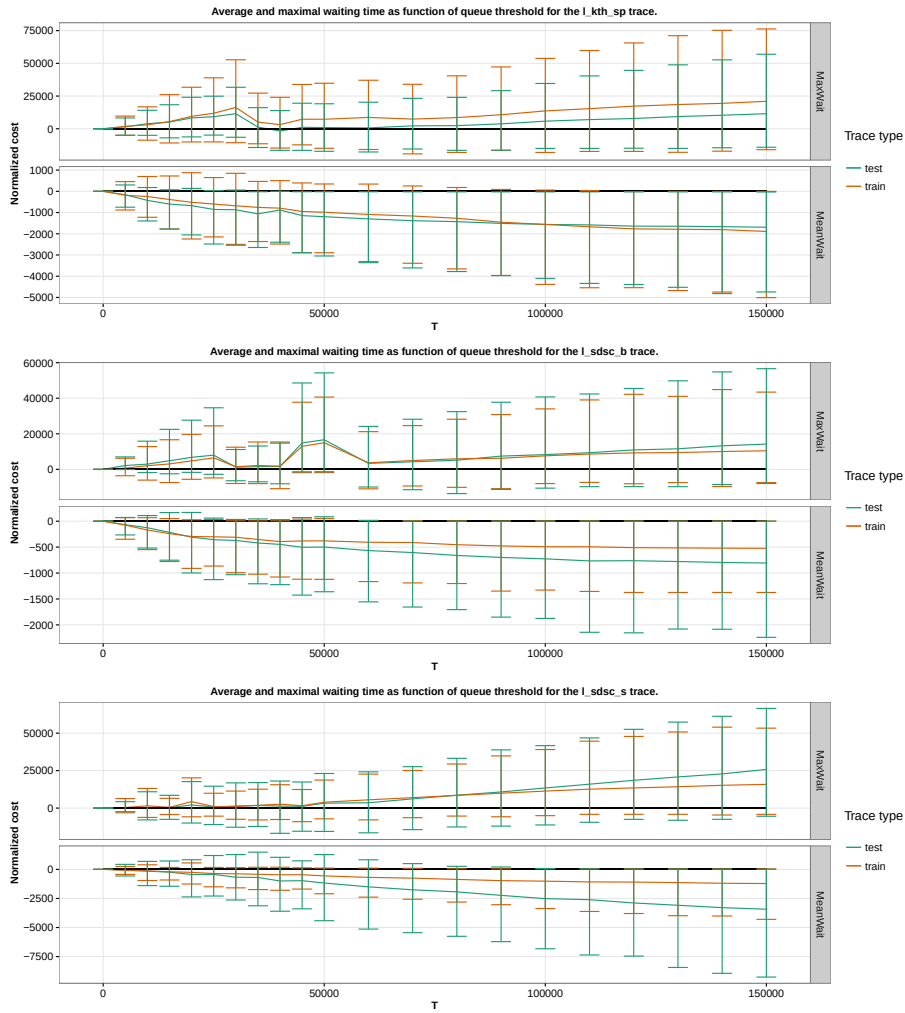 Average and maximal waiting time as function of queue threshold for the l_kth_sp trace.
75000
50000
25000
0
MaxWait
1000
0
−1000
−2000
−3000
−4000
−5000
MeanWait
Normalized cost
0
50000
100000
150000
T
Trace type
test
train
Average and maximal waiting time as function of queue threshold for the l_sdsc_b trace.
60000
40000
20000
0
MaxWait
0
−500
−1000
−1500
−2000
MeanWait
Normalized cost
0
50000
100000
150000
T
Trace type
test
train
Average and maximal waiting time as function of queue threshold for the l_sdsc_s trace.
50000
25000
0
MaxWait
0
−2500
−5000
−7500
MeanWait
Normalized cost
0
50000
100000
150000
T
Trace type
test
train